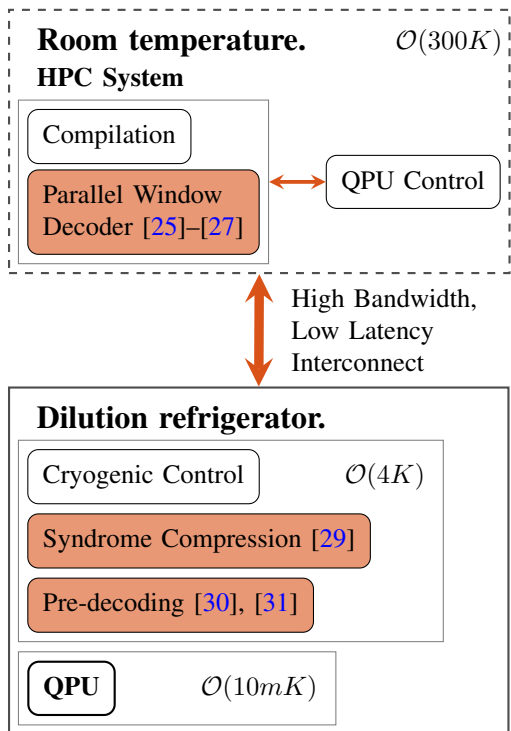 Room temperature. O(300K)
HPC System
Compilation
Parallel Window
Decoder [25]–[27]
QPU Control
High Bandwidth,
Low Latency
Interconnect
Dilution refrigerator.
Cryogenic Control O(4K)
Syndrome Compression [29]
Pre-decoding [30], [31]
QPU O(10mK)